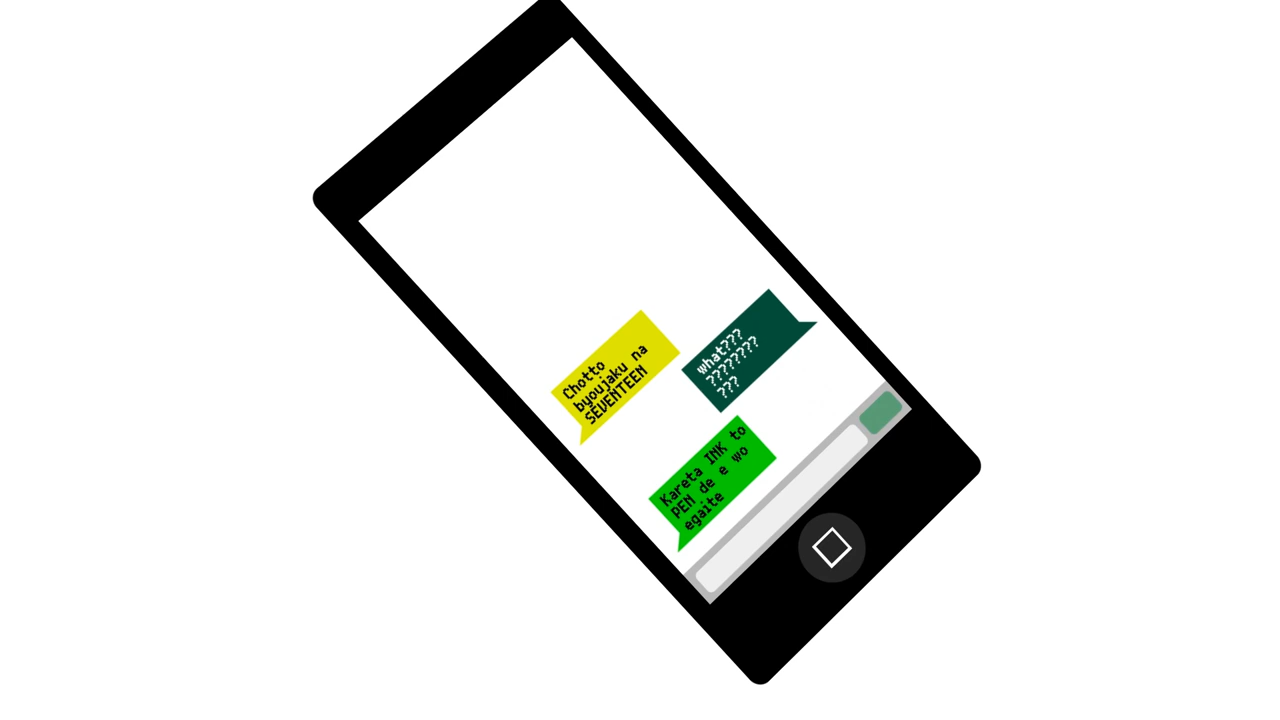 Chotto
byoujaku na
SEVENTEEN
what???
????????
???
Kareta INK to
PEN de e wo
egaite